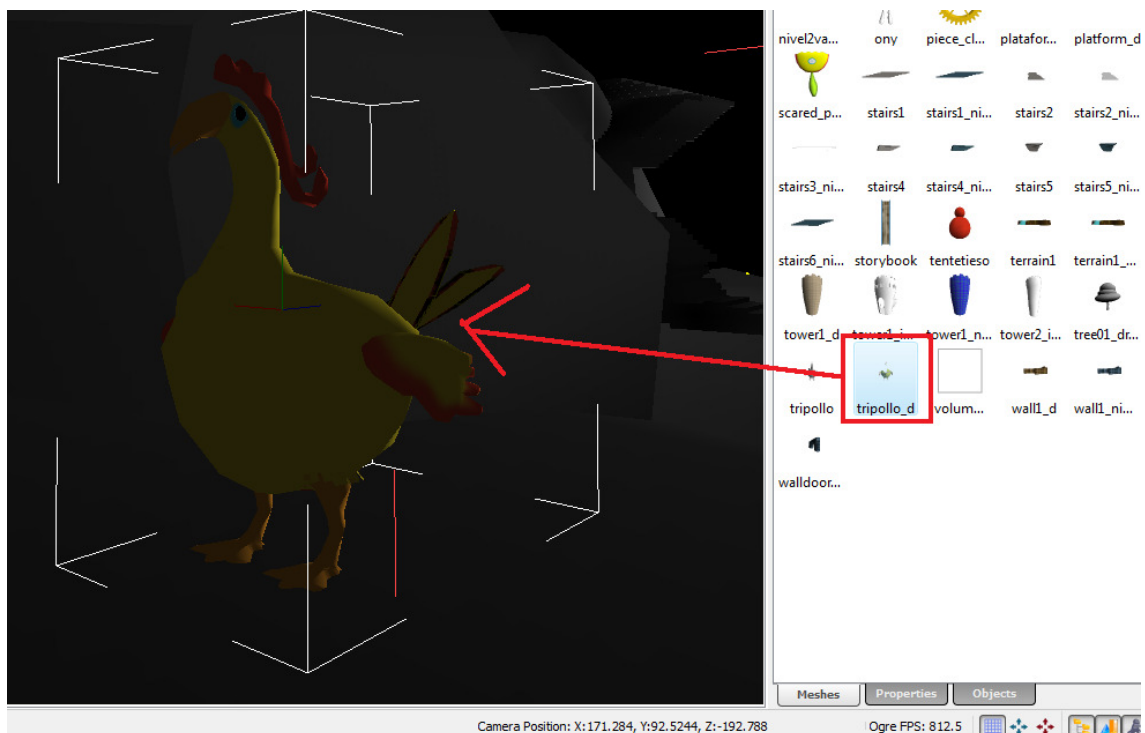 nivel2va... ony piece_cl... platafor... platform_d
scared_p... stairs1 stairs1_ni... stairs2 stairs2_ni...
stairs3_ni... stairs4 stairs4_ni... stairs5 stairs5_ni...
stairs6_ni... storybook tentetieso terrain1 terrain1_...
tower1_d tower1_i... tower1_n... tower2_i... tree01_dr...
tripollo tripollo_d volum... wall1_d wall1_ni...
walldoor...
Meshes Properties Objects
Camera Position: X:171.284, Y:92.5244, Z:-192.788 Ogre FPS: 812.5